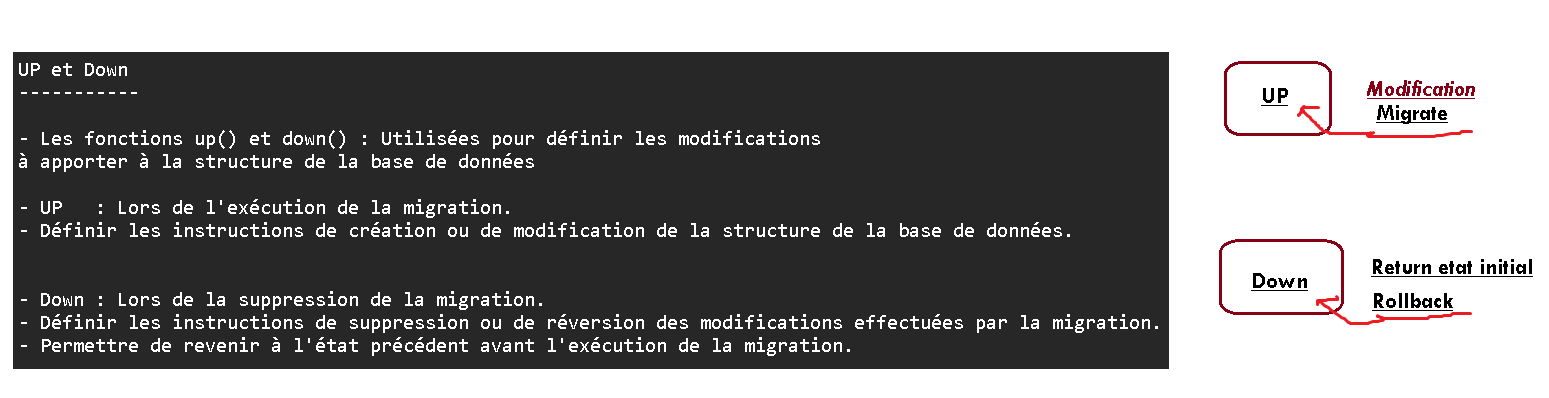 UP et Down
-----------
- Les fonctions up() et down() : Utilisées pour définir les modifications
à apporter à la structure de la base de données
- UP   : Lors de l'exécution de la migration.
- Définir les instructions de création ou de modification de la structure de la base de données.
- Down : Lors de la suppression de la migration.
- Définir les instructions de suppression ou de réversion des modifications effectuées par la migration.
- Permettre de revenir à l'état précédent avant l'exécution de la migration.
UP
Modification
Migrate
Down
Return etat initial
Rollback